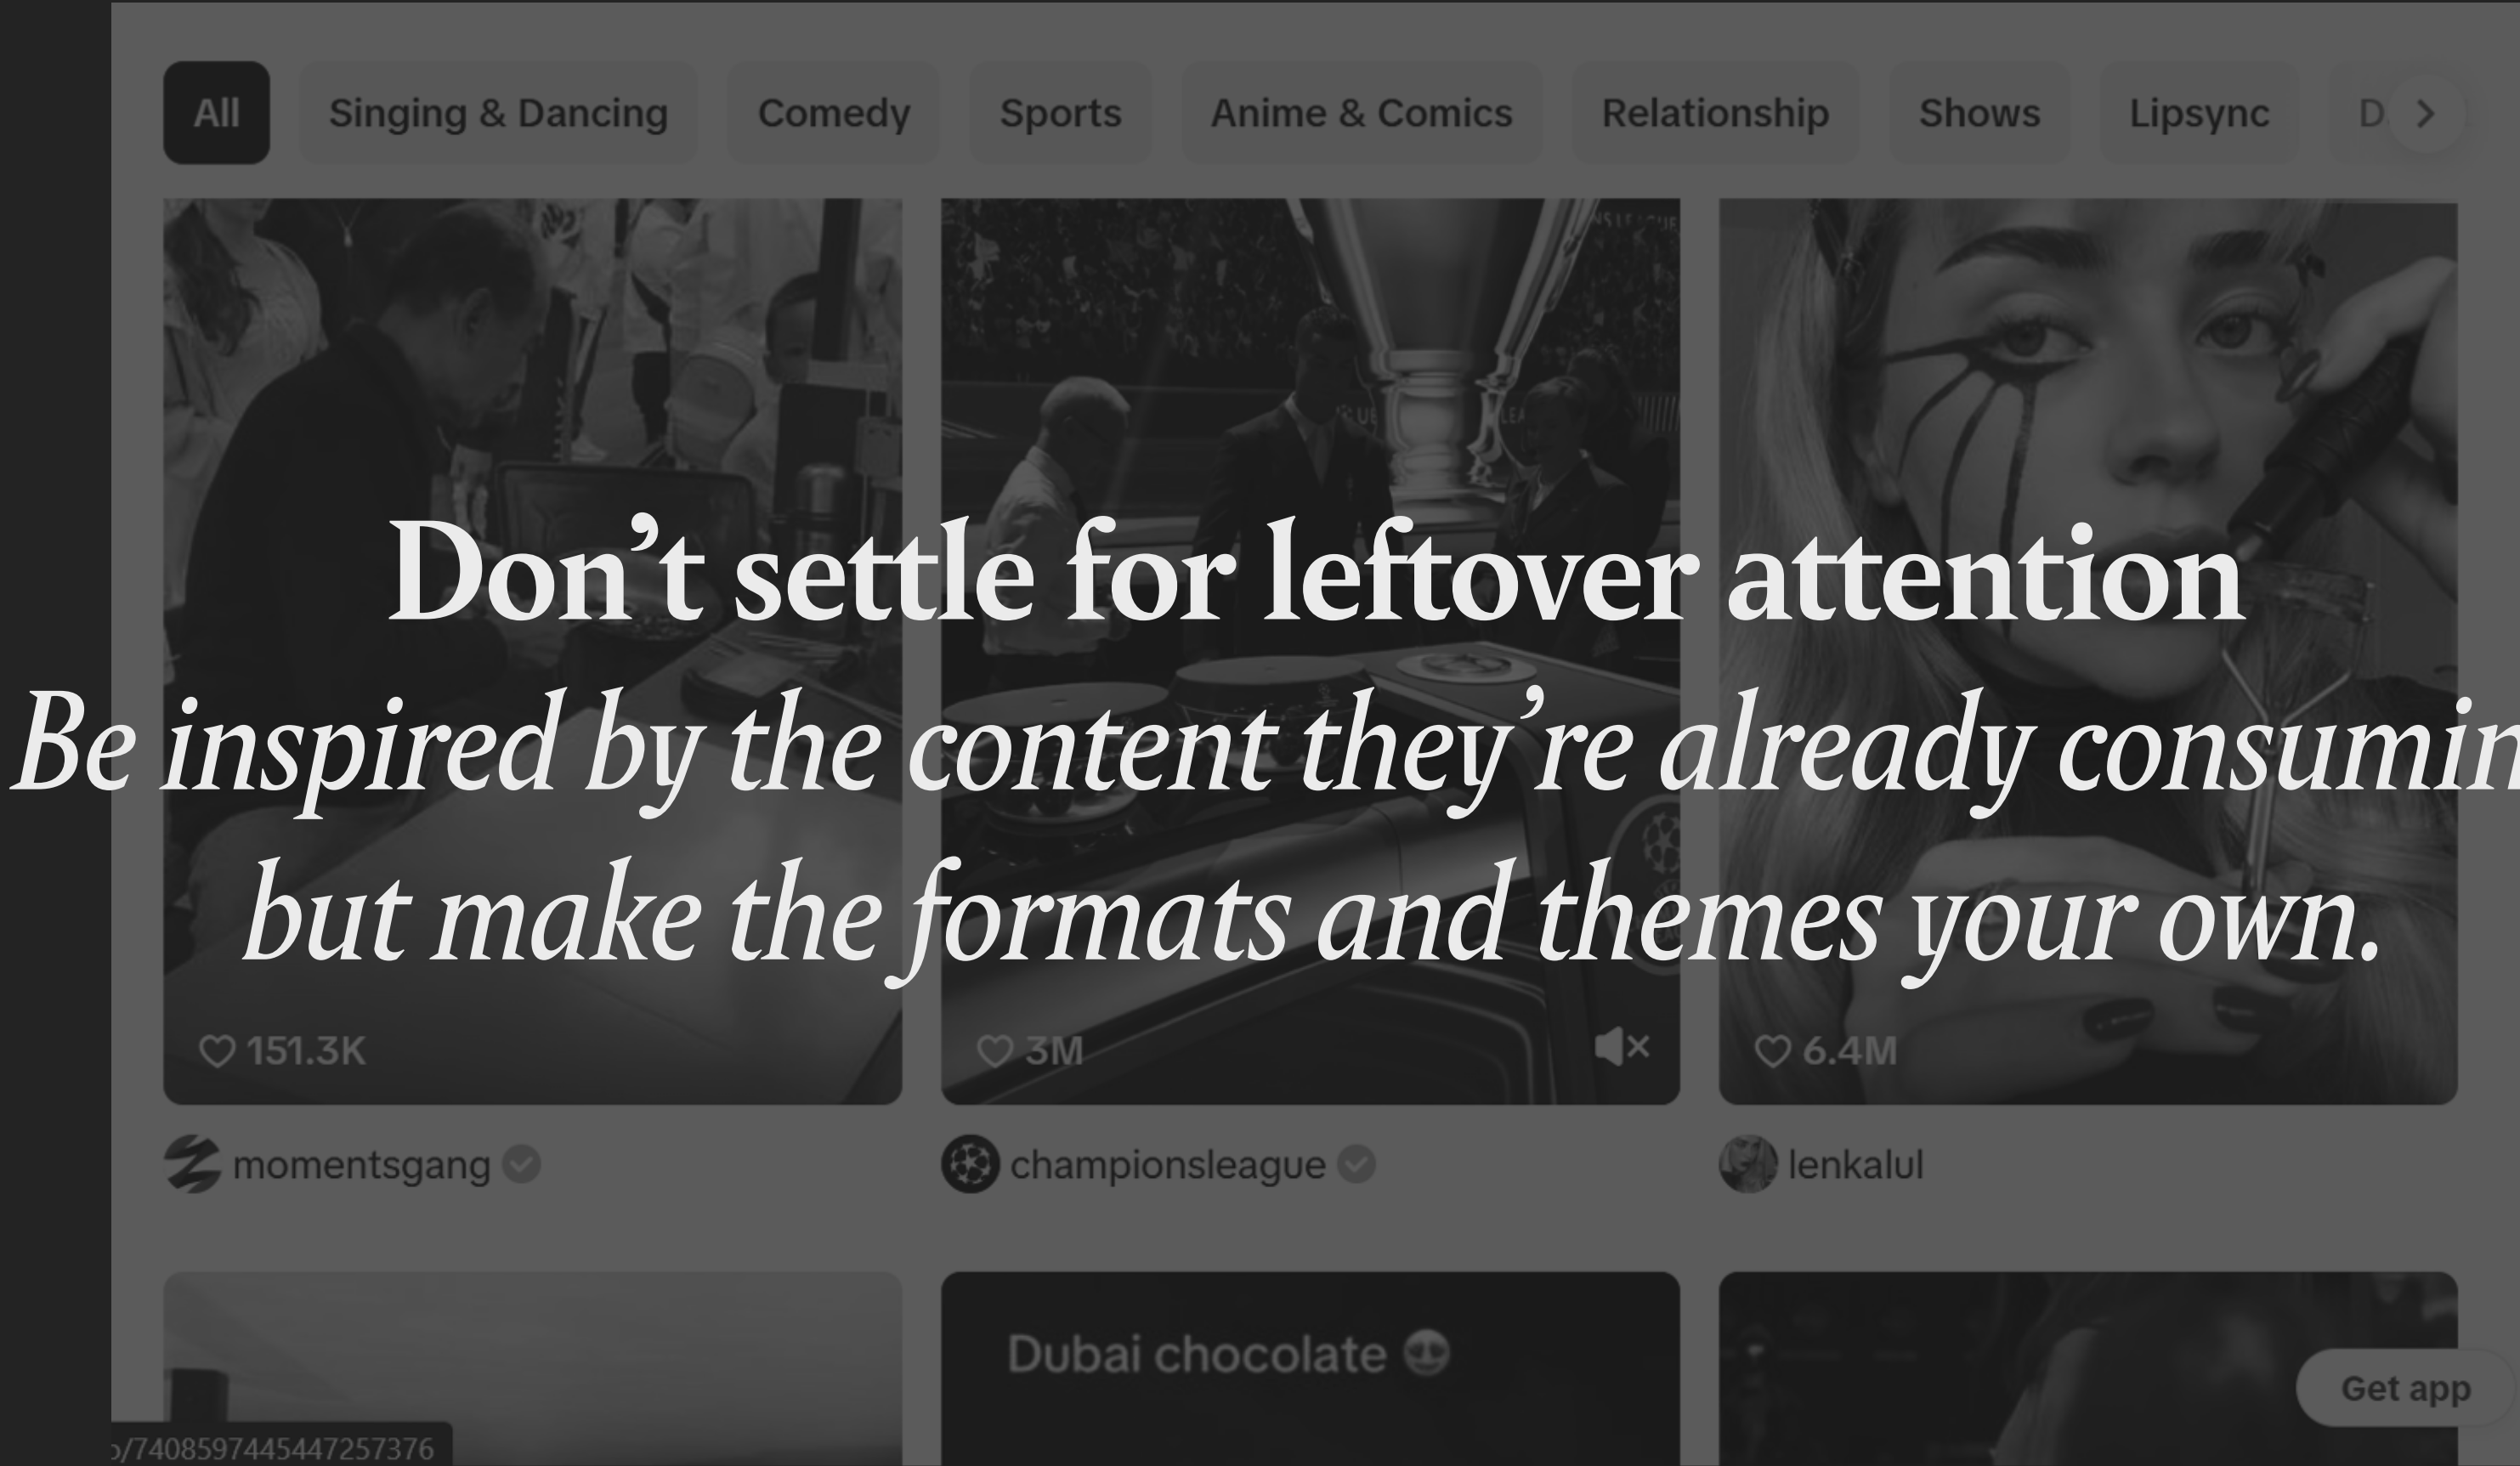 All Singing & Dancing Comedy Sports Anime & Comics Relationship Shows Lipsync D
Don’t settle for leftover attention
Be inspired by the content they’re already consumin
but make the formats and themes your own.
151.3K 3M 6.4M
momentsgang championsleague lenkalul
Dubai chocolate
Get app
/7408597445447257376